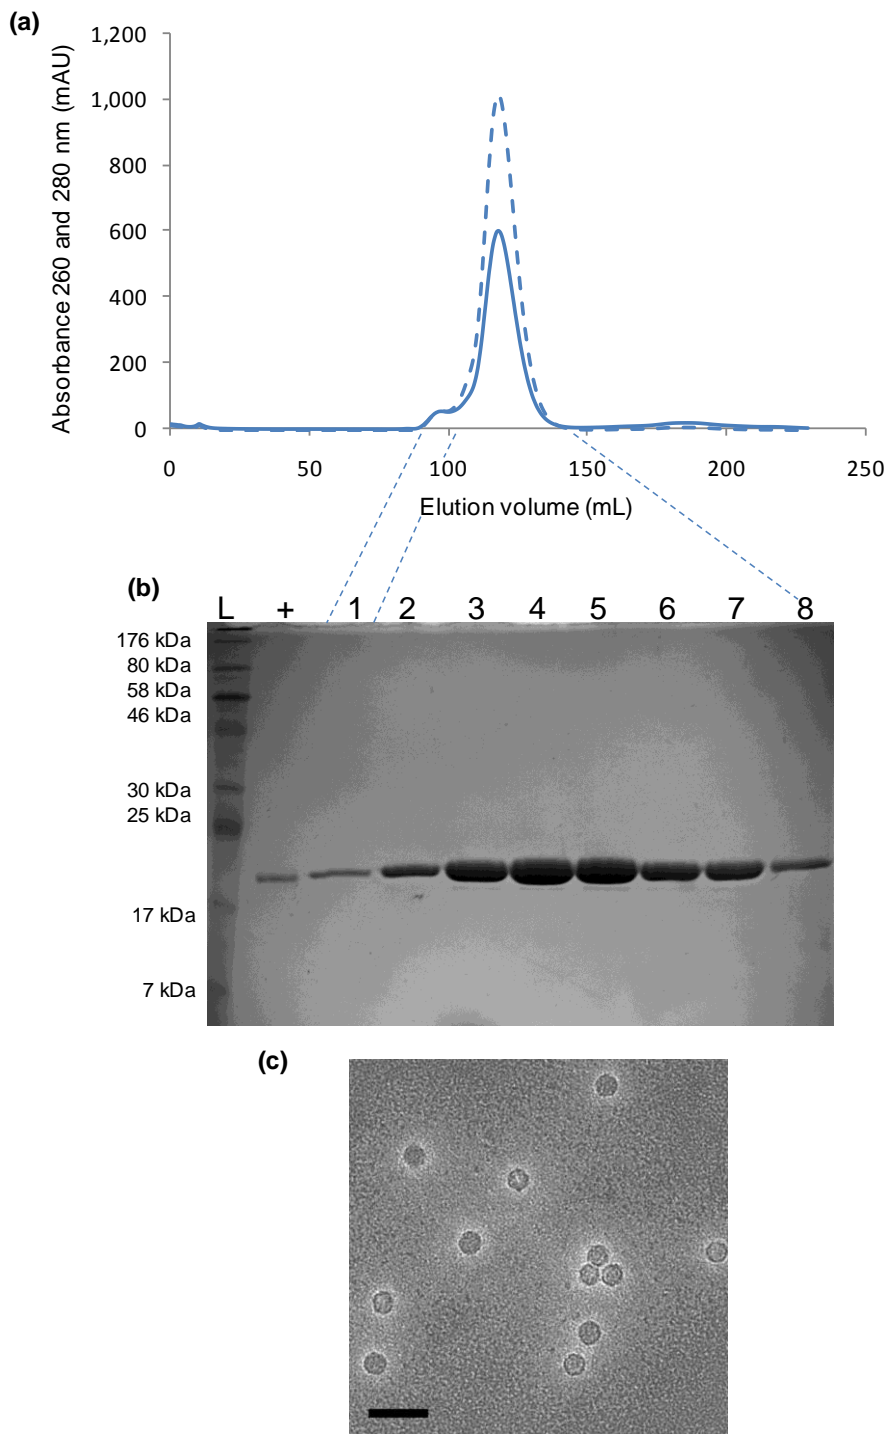 (a)
Absorbance 260 and 280 nm (mAU)
1,200
1,000
800
600
400
200
0
0 50 100 150 200 250
Elution volume (mL)
(b)
L + 1 2 3 4 5 6 7 8
176 kDa
80 kDa
58 kDa
46 kDa
30 kDa
25 kDa
17 kDa
7 kDa
(c)